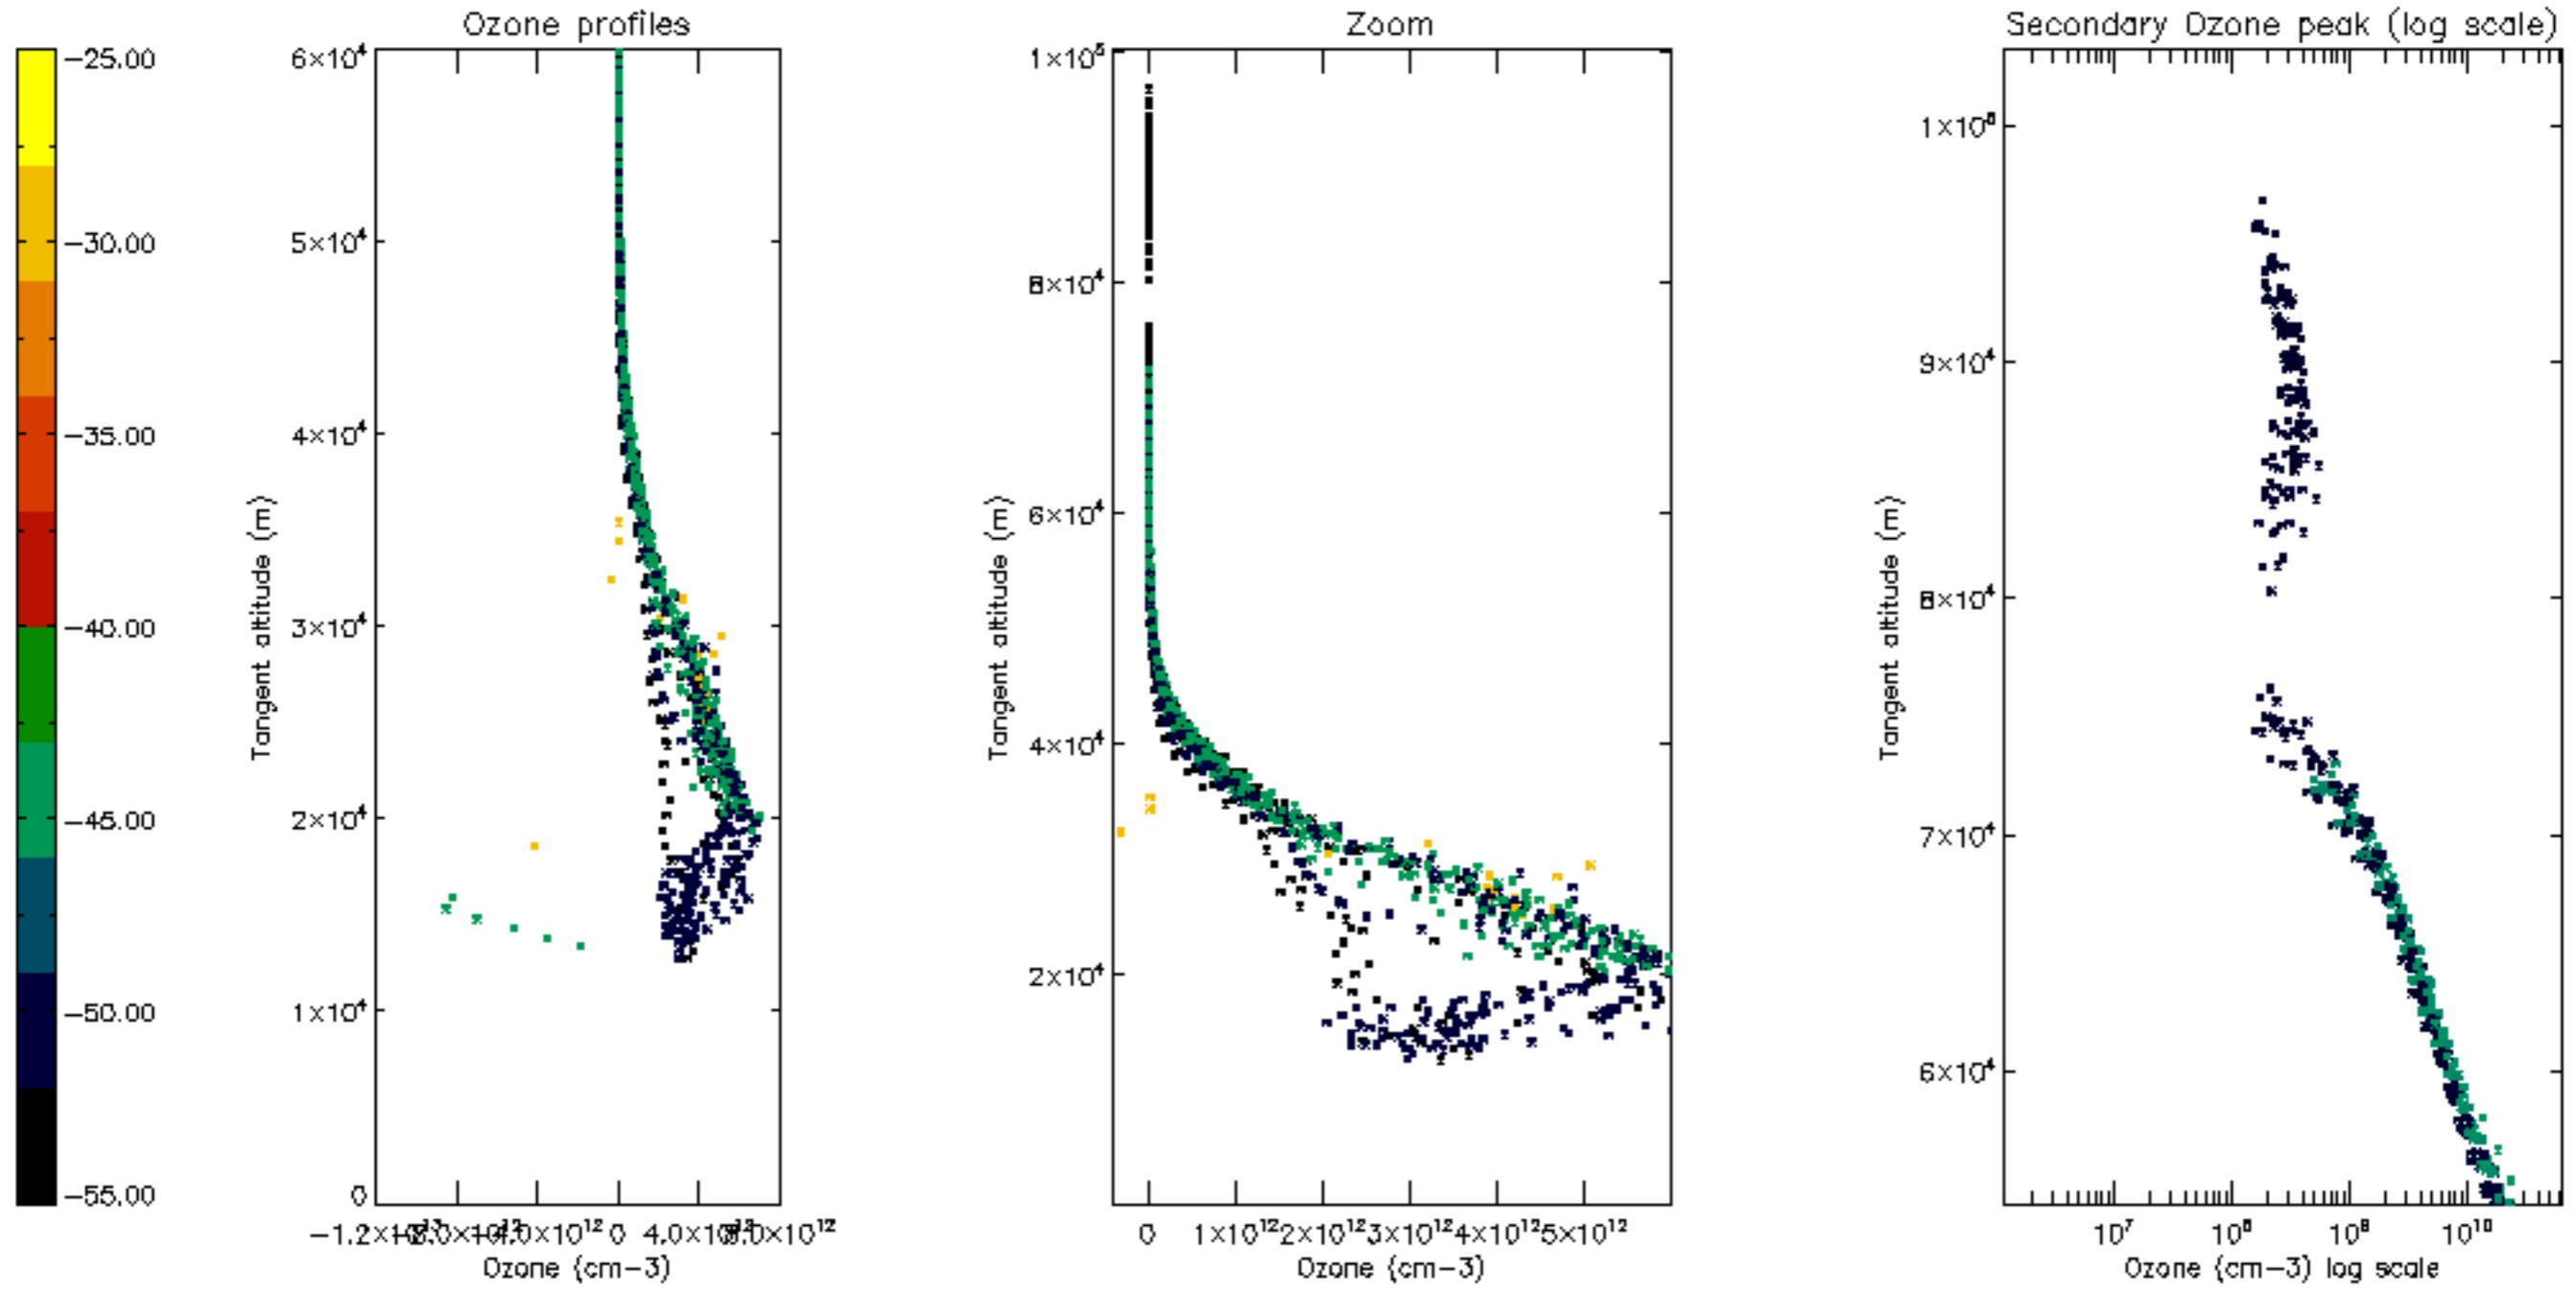 Ozone profiles
Zoom
Secondary Ozone peak (log scale)
−25.00
−30.00
−35.00
−40.00
−45.00
−50.00
−55.00
6×10⁴
5×10⁴
4×10⁴
3×10⁴
2×10⁴
1×10⁴
0
Tangent altitude (m)
0
Ozone (cm−3)
1×10⁵
8×10⁴
6×10⁴
4×10⁴
2×10⁴
Tangent altitude (m)
0 1×10¹² 2×10¹² 3×10¹² 4×10¹² 5×10¹²
Ozone (cm−3)
1×10⁵
9×10⁴
8×10⁴
7×10⁴
6×10⁴
Tangent altitude (m)
10⁷ 10⁸ 10⁹ 10¹⁰
Ozone (cm−3) log scale